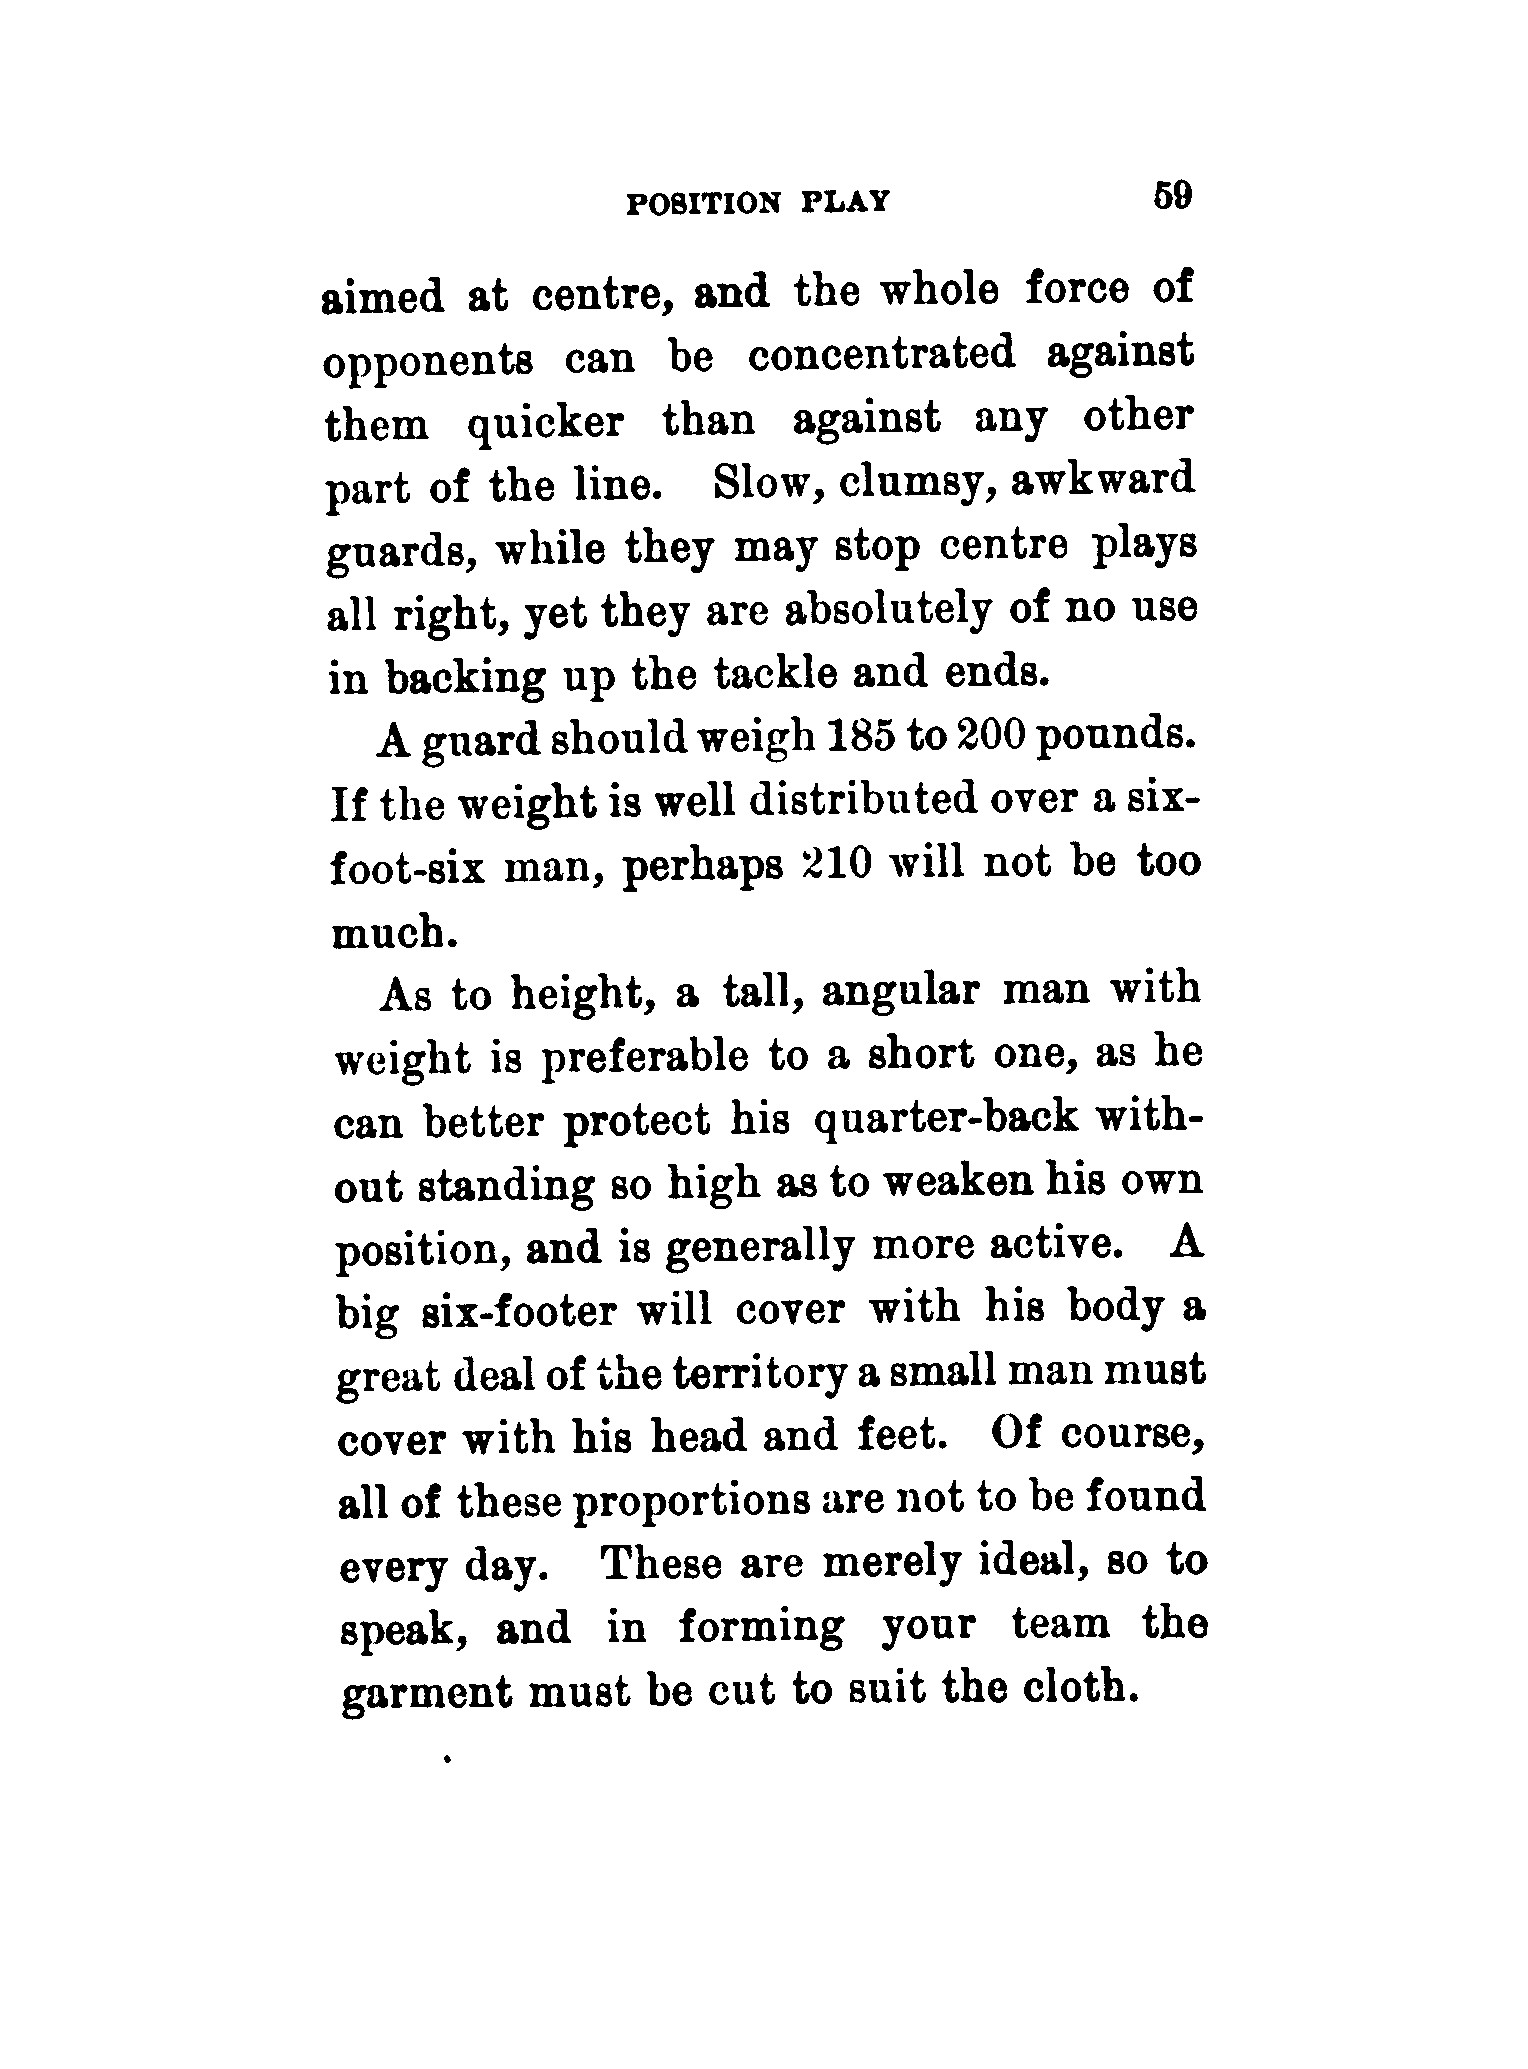 POSITION PLAY 59
aimed at centre, and the whole force of
opponents can be concentrated against
them quicker than against any other
part of the line. Slow, clumsy, awkward
guards, while they may stop centre plays
all right, yet they are absolutely of no use
in backing up the tackle and ends.
A guard should weigh 185 to 200 pounds.
If the weight is well distributed over a six-
foot-six man, perhaps 210 will not be too
much.
As to height, a tall, angular man with
weight is preferable to a short one, as he
can better protect his quarter-back with-
out standing so high as to weaken his own
position, and is generally more active. A
big six-footer will cover with his body a
great deal of the territory a small man must
cover with his head and feet. Of course,
all of these proportions are not to be found
every day. These are merely ideal, so to
speak, and in forming your team the
garment must be cut to suit the cloth.